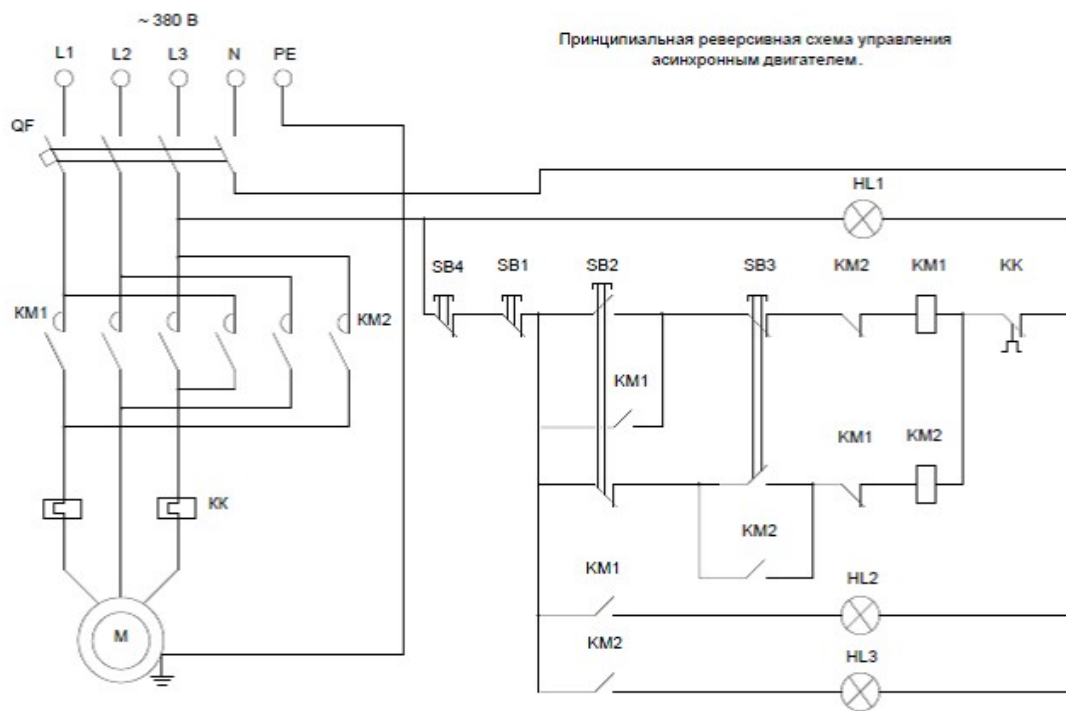 ~ 380 В
Принципиальная реверсивная схема управления
асинхронным двигателем.
L1 L2 L3 N PE
QF
HL1
SB4 SB1 SB2 SB3 KM2 KM1 KK
KM1 KM2
KM1
KM1 KM2
KK
KM2
KM1 HL2
M
KM2 HL3